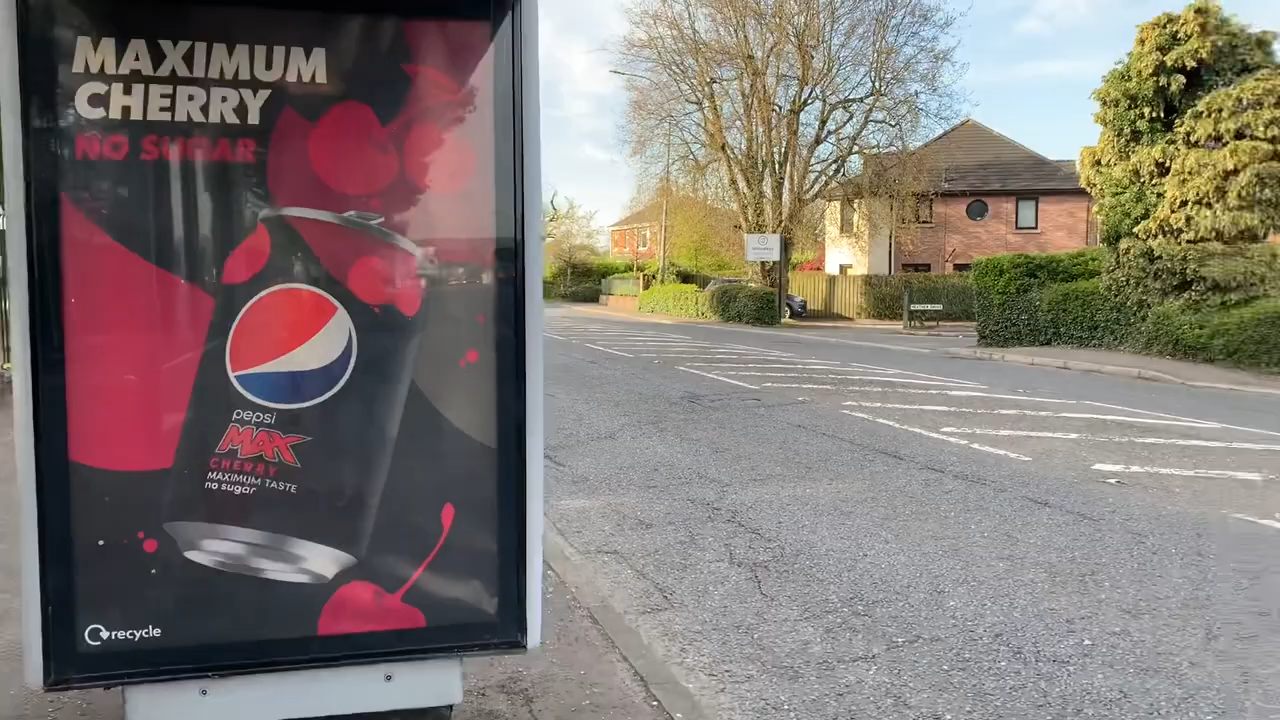 MAXIMUM
CHERRY
NO SUGAR
pepsi
MAX
CHERRY
MAXIMUM TASTE
no sugar
recycle